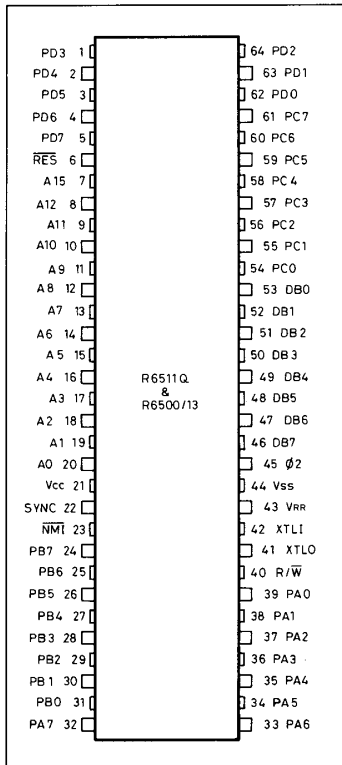 PD3 1 64 PD2
PD4 2 63 PD1
PD5 3 62 PD0
PD6 4 61 PC7
PD7 5 60 PC6
RES 6 59 PC5
A15 7 58 PC4
A12 8 57 PC3
A11 9 56 PC2
A10 10 55 PC1
A9 11 54 PC0
A8 12 53 DB0
A7 13 52 DB1
A6 14 51 DB2
A5 15 50 DB3
A4 16 49 DB4
A3 17 48 DB5
A2 18 47 DB6
A1 19 46 DB7
A0 20 45 Ø2
Vcc 21 44 Vss
SYNC 22 43 VRR
NMI 23 42 XTLI
PB7 24 41 XTLO
PB6 25 40 R/W̅
PB5 26 39 PA0
PB4 27 38 PA1
PB3 28 37 PA2
PB2 29 36 PA3
PB1 30 35 PA4
PB0 31 34 PA5
PA7 32 33 PA6
R6511Q
&
R6500/13